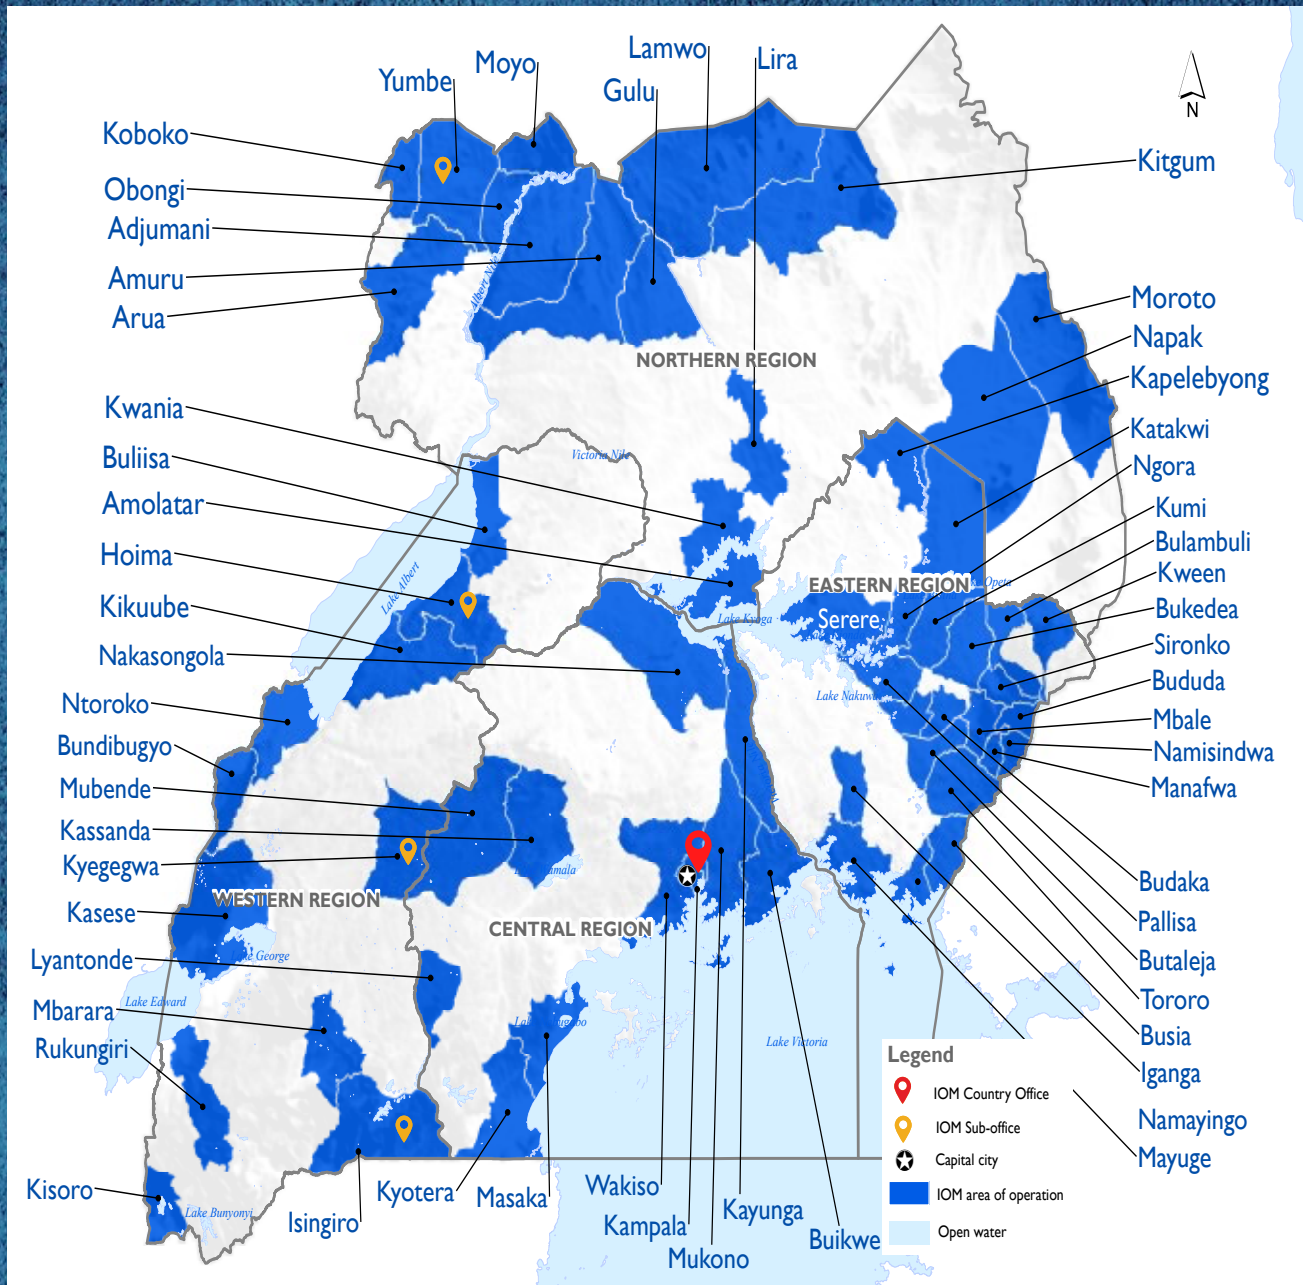 Lamwo
Lira
Moyo
Yumbe
Gulu
N
Koboko
Kitgum
Obongi
Adjumani
Amuru
Albert Nile
Arua
Moroto
Napak
NORTHERN REGION
Kapelebyong
Kwania
Katakwi
Buliisa
Victoria Nile
Ngora
Amolatar
Kumi
Hoima
Bulambuli
Lake Albert
EASTERN REGION
Opeta
Kween
Kikuube
Lake Kyoga
Serere
Bukedea
Nakasongola
Sironko
Ntoroko
Lake Nakuwa
Bududa
Bundibugyo
Mbale
Mubende
Namisindwa
Kassanda
Manafwa
Kyegegwa
WESTERN REGION
Budaka
Kasese
CENTRAL REGION
Pallisa
Lyantonde
Lake George
Butaleja
Lake Edward
Tororo
Mbarara
Busia
Rukungiri
Lake Victoria
Iganga
Namayingo
Mayuge
Kisoro
Lake Bunyonyi
Isingiro
Kyotera
Masaka
Wakiso
Kampala
Mukono
Kayunga
Buikwe
Legend
IOM Country Office
IOM Sub-office
Capital city
IOM area of operation
Open water